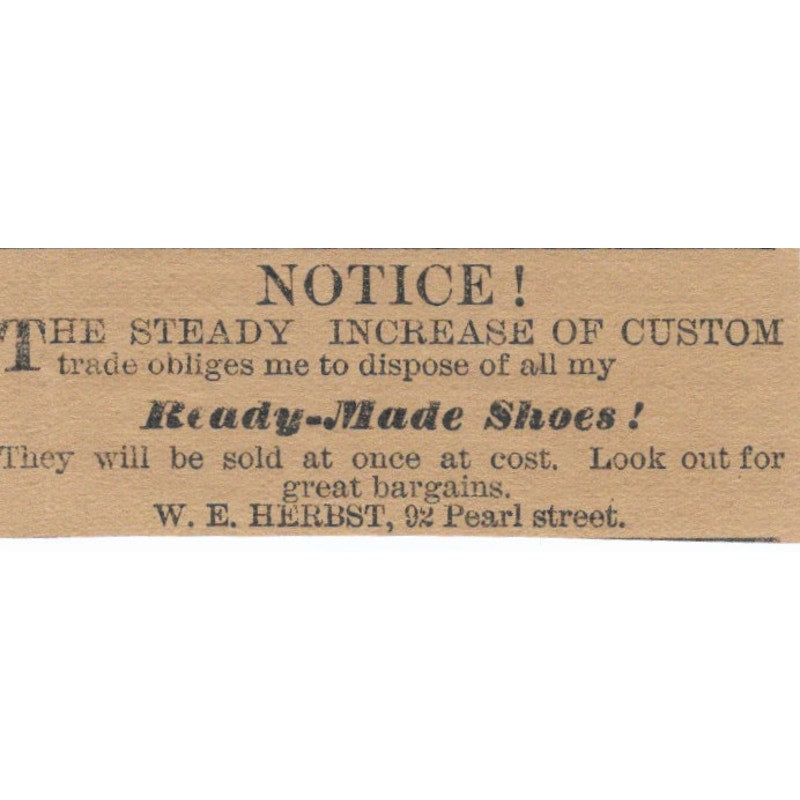 NOTICE!
THE STEADY INCREASE OF CUSTOM
trade obliges me to dispose of all my
Ready-Made Shoes!
They will be sold at once at cost. Look out for
great bargains.
W. E. HERBST, 92 Pearl street.